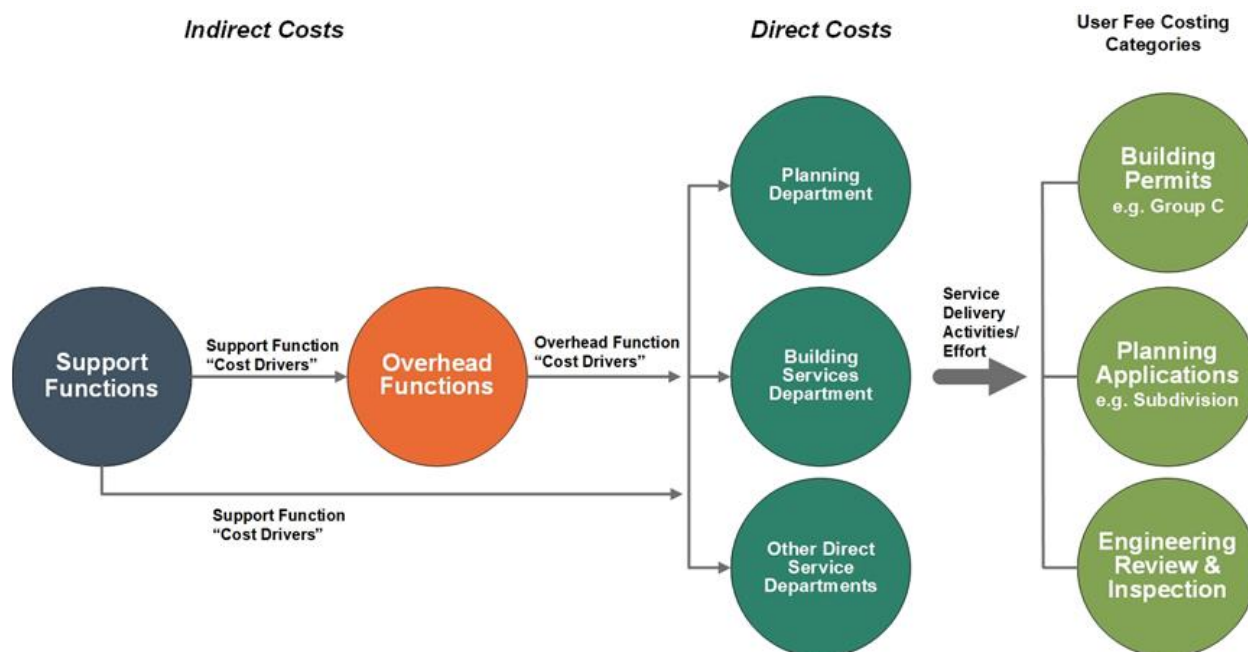 Indirect Costs
Direct Costs
User Fee Costing
Categories
Support
Functions
Support Function
“Cost Drivers”
Overhead
Functions
Overhead Function
“Cost Drivers”
Support Function
“Cost Drivers”
Planning
Department
Building
Services
Department
Other Direct
Service
Departments
Service
Delivery
Activities/
Effort
Building
Permits
e.g. Group C
Planning
Applications
e.g. Subdivision
Engineering
Review &
Inspection